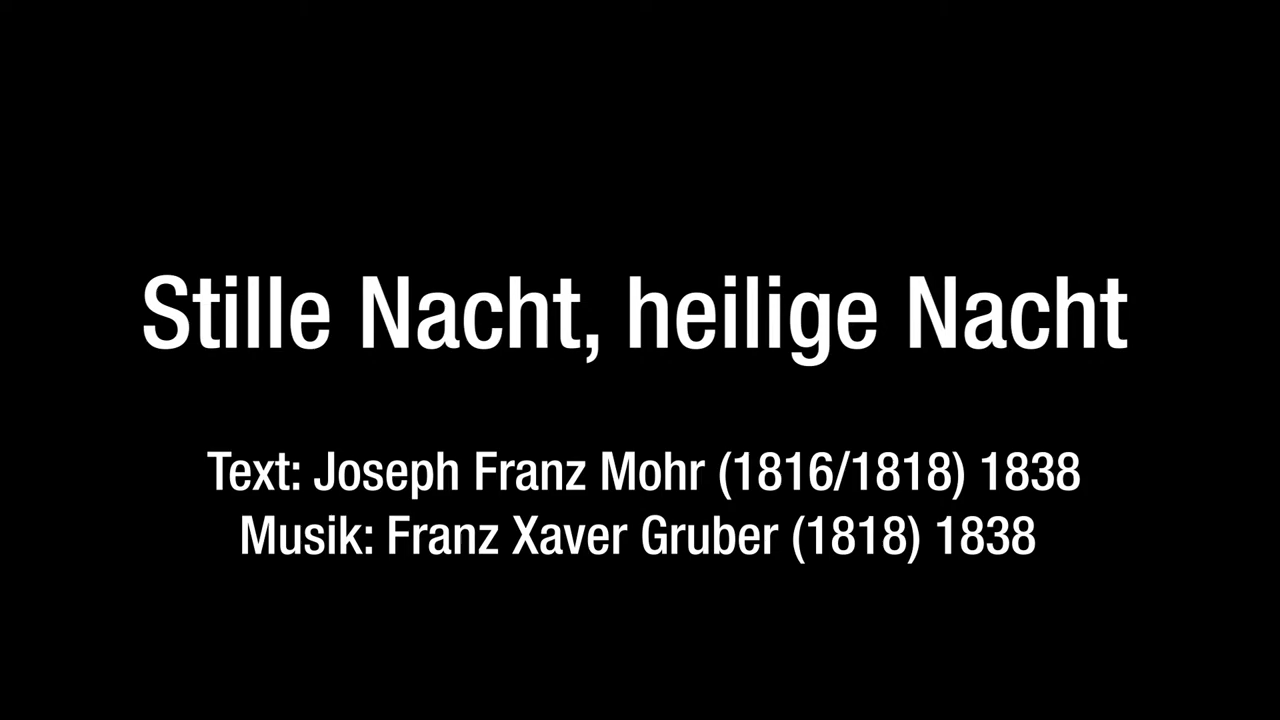 Stille Nacht, heilige Nacht
Text: Joseph Franz Mohr (1816/1818) 1838
Musik: Franz Xaver Gruber (1818) 1838